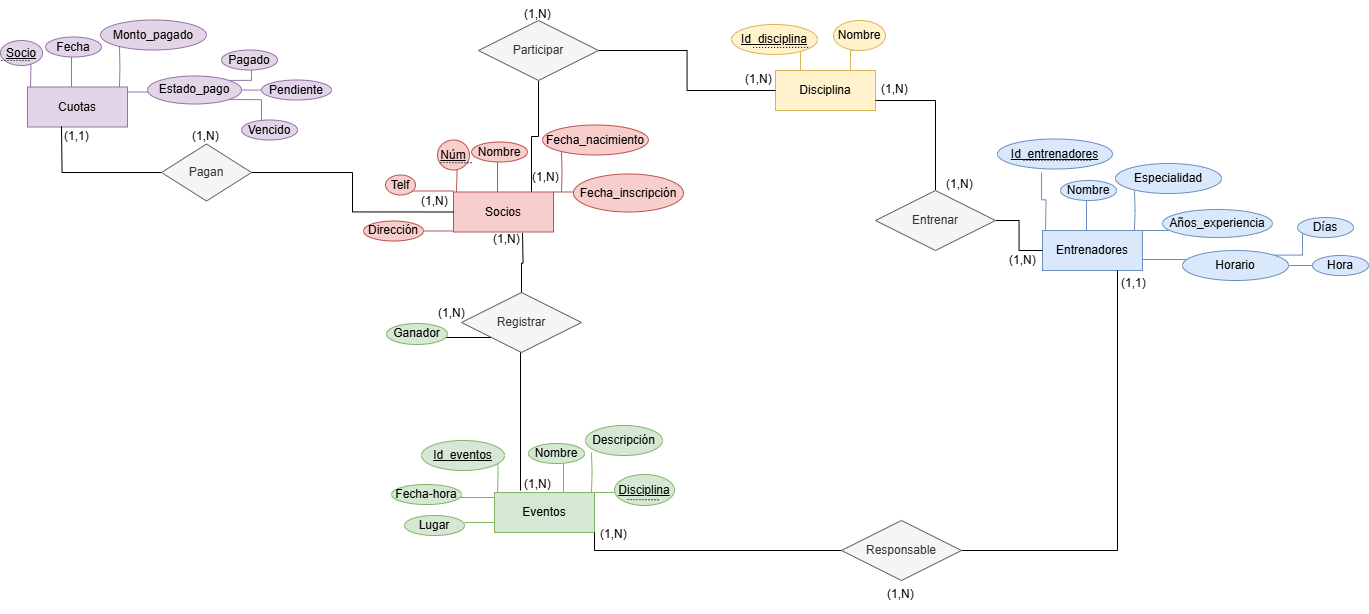 (1,N)
Participar
Monto_pagado
Socio
Fecha
Pagado
Estado_pago
Pendiente
Vencido
Cuotas
(1,1)
(1,N)
Pagan
Id_disciplina
Nombre
(1,N)
Disciplina
(1,N)
Núm
Nombre
Fecha_nacimiento
Telf
(1,N)
Fecha_inscripción
(1,N)
Socios
Dirección
(1,N)
Id_entrenadores
Nombre
Especialidad
(1,N)
Entrenar
Años_experiencia
Días
(1,N)
Entrenadores
Horario
Hora
(1,1)
(1,N)
Registrar
Ganador
Id_eventos
Nombre
Descripción
(1,N)
Fecha-hora
Disciplina
Lugar
Eventos
(1,N)
Responsable
(1,N)